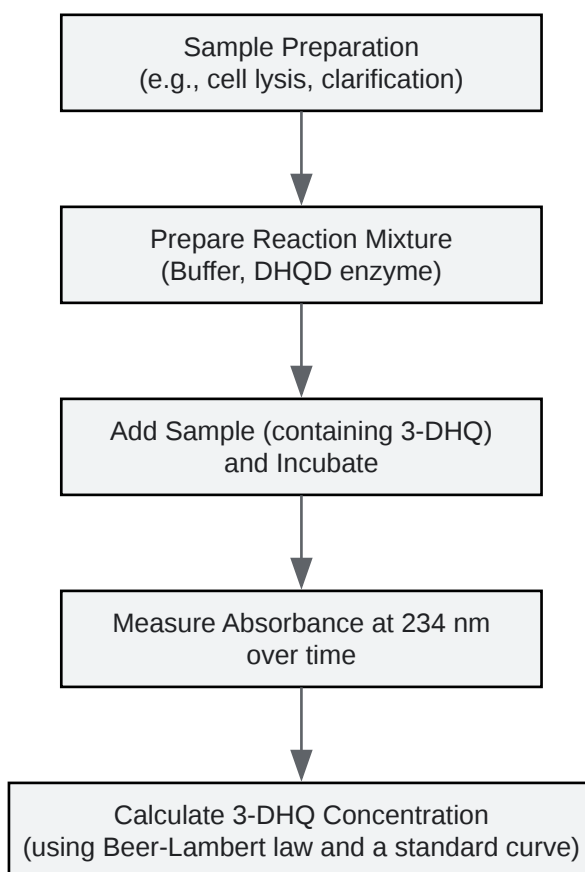 Sample Preparation
(e.g., cell lysis, clarification)
Prepare Reaction Mixture
(Buffer, DHQD enzyme)
Add Sample (containing 3-DHQ)
and Incubate
Measure Absorbance at 234 nm
over time
Calculate 3-DHQ Concentration
(using Beer-Lambert law and a standard curve)